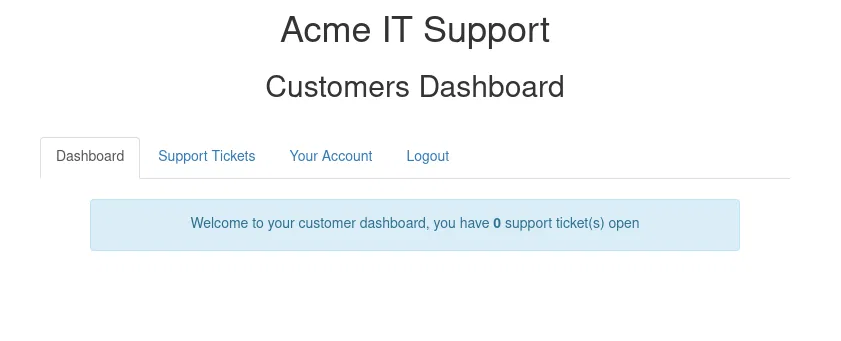 Acme IT Support
Customers Dashboard
Dashboard Support Tickets Your Account Logout
Welcome to your customer dashboard, you have 0 support ticket(s) open